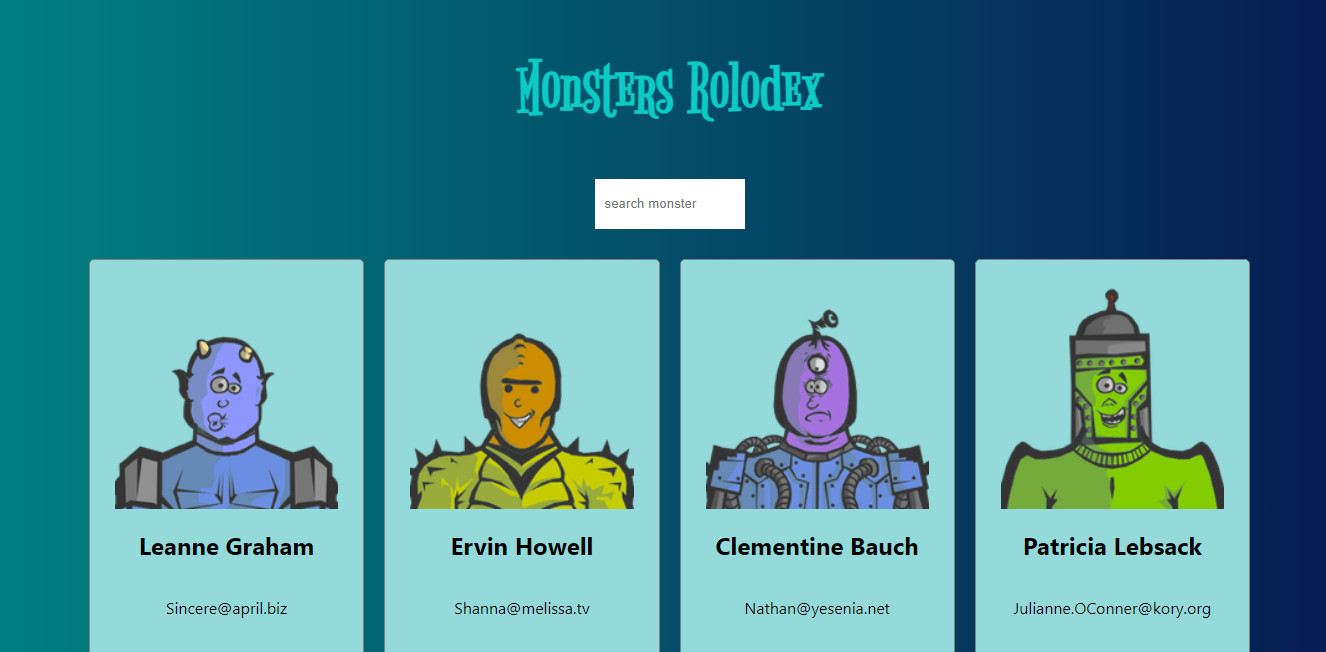 Monsters Rolodex
search monster
Leanne Graham
Ervin Howell
Clementine Bauch
Patricia Lebsack
Sincere@april.biz
Shanna@melissa.tv
Nathan@yesenia.net
Julianne.OConner@kory.org